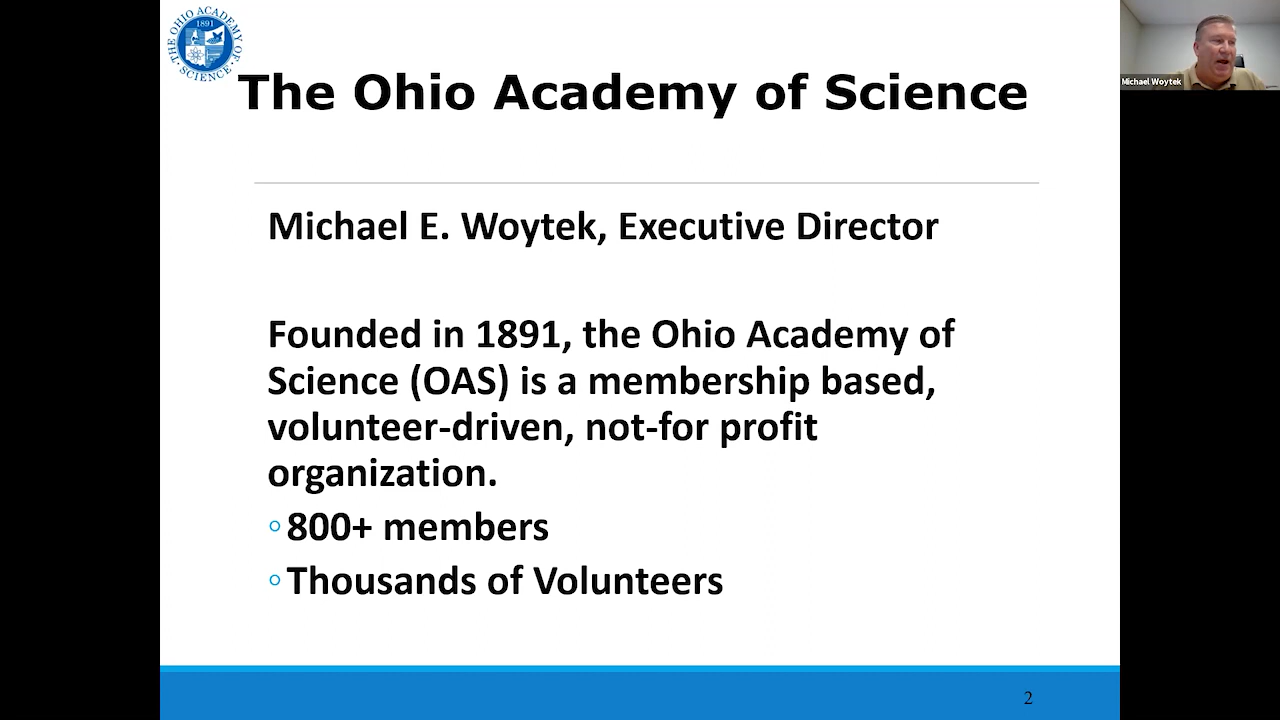 THE OHIO ACADEMY OF SCIENCE
1891
The Ohio Academy of Science
Michael Woytek
Michael E. Woytek, Executive Director
Founded in 1891, the Ohio Academy of
Science (OAS) is a membership based,
volunteer-driven, not-for profit
organization.
◦800+ members
◦Thousands of Volunteers
2